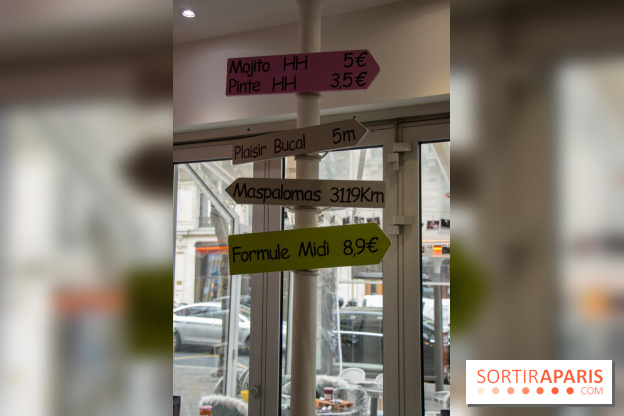 Mojito HH 5€
Pinte HH 3,5€
Plaisir Bucal 5m
Maspalomas 3119Km
Formule Midi 8,9€
SORTIRAPARIS
.COM